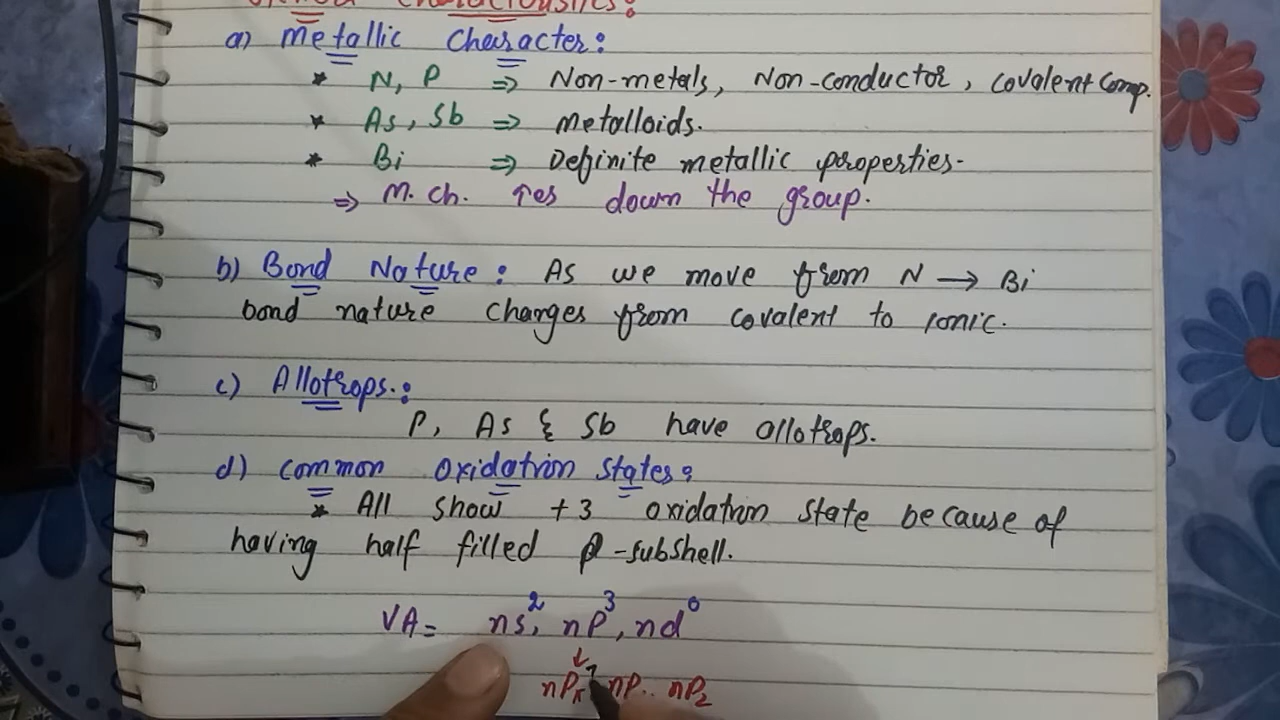 Characteristics:
a) Metallic Character:
* N, P ⇒ Non-metals, Non-conductor, Covalent Comp.
* As, Sb ⇒ Metalloids.
* Bi ⇒ Definite metallic properties.
⇒ M. Ch. ↑es down the group.
b) Bond Nature: As we move from N → Bi
bond nature changes from covalent to ionic.
c) Allotrops.:
P, As & Sb have allotrops.
d) Common Oxidation States:
* All show +3 oxidation state because of
having half filled p-subshell.
VA = ns², np³, nd⁰
↓